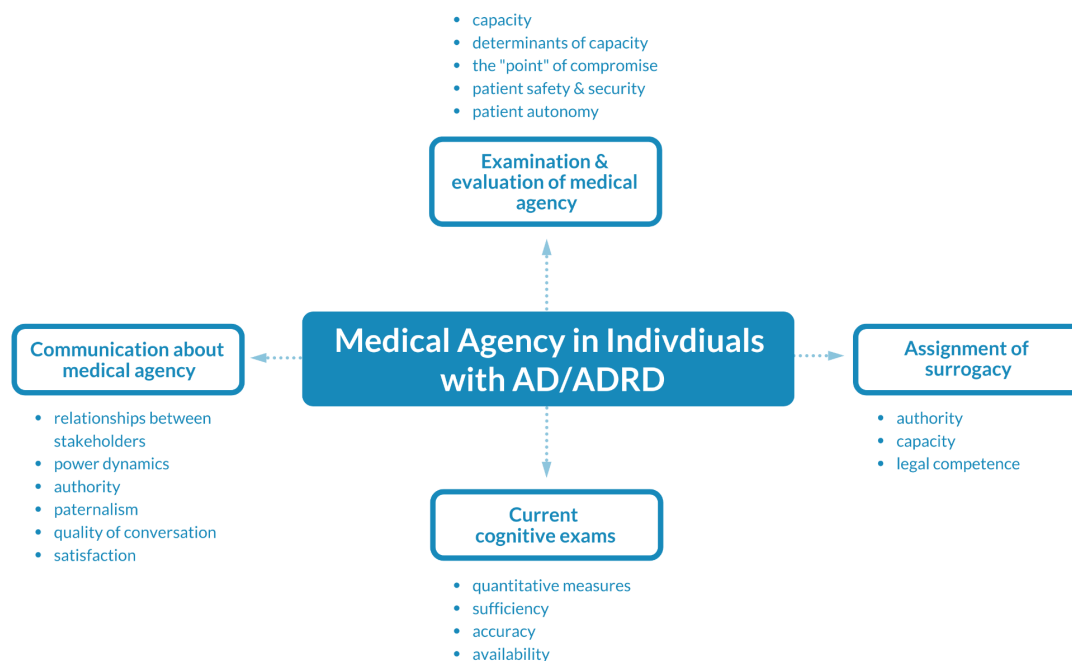 • capacity
• determinants of capacity
• the "point" of compromise
• patient safety & security
• patient autonomy
Examination &
evaluation of medical
agency
Medical Agency in Indivdiuals
with AD/ADRD
Communication about
medical agency
• relationships between
stakeholders
• power dynamics
• authority
• paternalism
• quality of conversation
• satisfaction
Assignment of
surrogacy
• authority
• capacity
• legal competence
Current
cognitive exams
• quantitative measures
• sufficiency
• accuracy
• availability